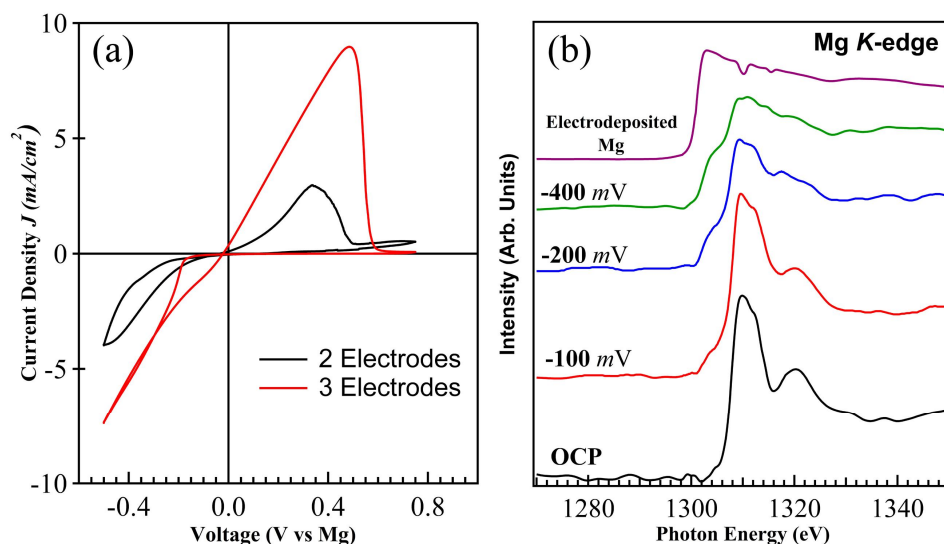 (a)
10
5
0
-5
-10
Current Density J (mA/cm²)
2 Electrodes
3 Electrodes
-0.4
0.0
0.4
0.8
Voltage (V vs Mg)
(b)
Mg K-edge
Electrodeposited
Mg
-400 mV
-200 mV
-100 mV
OCP
Intensity (Arb. Units)
1280
1300
1320
1340
Photon Energy (eV)